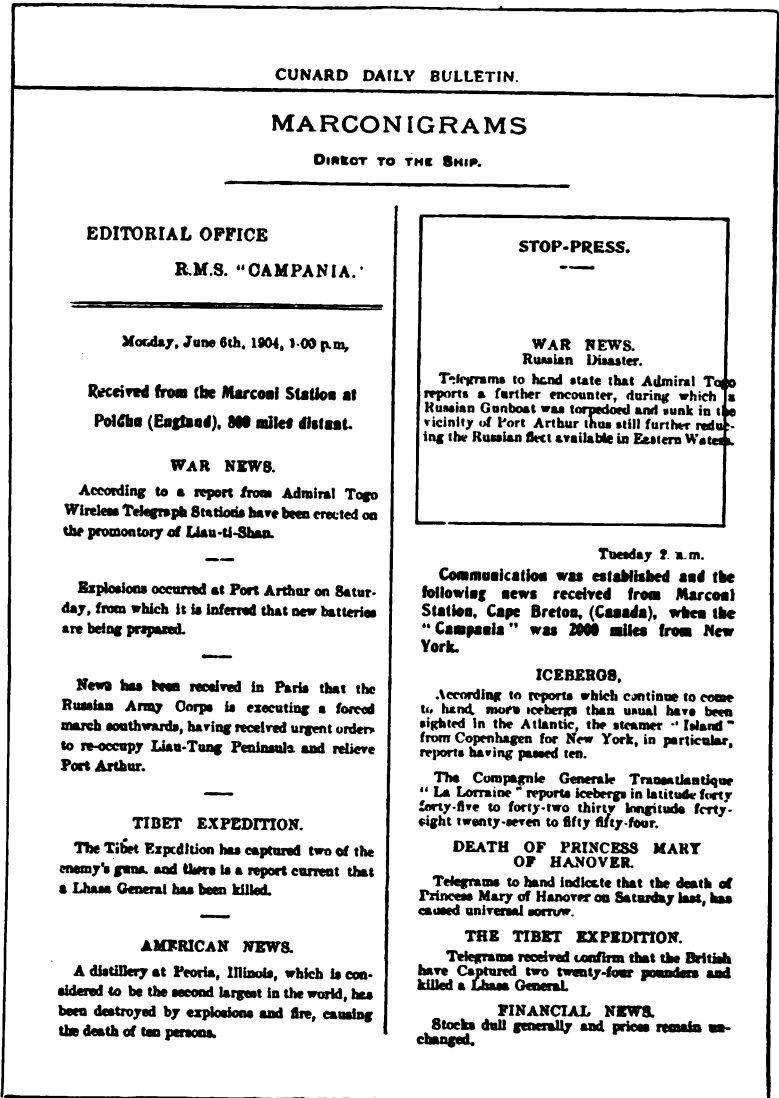 CUNARD DAILY BULLETIN.
MARCONIGRAMS
DIRECT TO THE SHIP.
EDITORIAL OFFICE
R.M.S. "CAMPANIA.'
Monday, June 6th, 1904, 1-00 p.m,
Received from the Marconi Station at
Poldhu (England), 800 miles distant.
WAR NEWS.
According to a report from Admiral Togo
Wireless Telegraph Stations have been erected on
the promontory of Liau-ti-Shan.
Explosions occurred at Port Arthur on Satur-
day, from which it is inferred that new batteries
are being prepared.
News has been received in Paris that the
Russian Army Corps is executing a forced
march southwards, having received urgent orders
to re-occupy Liau-Tung Peninsula and relieve
Port Arthur.
TIBET EXPEDITION.
The Tibet Expedition has captured two of the
enemy's guns. and there is a report current that
a Lhasa General has been killed.
AMERICAN NEWS.
A distillery at Peoria, Illinois, which is con-
sidered to be the second largest in the world, has
been destroyed by explosions and fire, causing
the death of ten persons.
STOP-PRESS.
WAR NEWS.
Russian Disaster.
Telegrams to hand state that Admiral Togo
reports a further encounter, during which a
Russian Gunboat was torpedoed and sunk in the
vicinity of Port Arthur thus still further reduc-
ing the Russian fleet available in Eastern Waters.
Tuesday 2. a.m.
Communication was established and the
following news received from Marconi
Station, Cape Breton, (Canada), when the
"Campania" was 2000 miles from New
York.
ICEBERGS,
According to reports which continue to come
to hand, more icebergs than usual have been
sighted in the Atlantic, the steamer "Island"
from Copenhagen for New York, in particular,
reports having passed ten.
The Compagnie Generale Transatlantique
"La Lorraine" reports icebergs in latitude forty
forty-five to forty-two thirty longitude forty-
eight twenty-seven to fifty fifty-four.
DEATH OF PRINCESS MARY
OF HANOVER.
Telegrams to hand indicate that the death of
Princess Mary of Hanover on Saturday last, has
caused universal sorrow.
THE TIBET EXPEDITION.
Telegrams received confirm that the British
have Captured two twenty-four pounders and
killed a Lhasa General.
FINANCIAL NEWS.
Stocks dull generally and prices remain un-
changed.